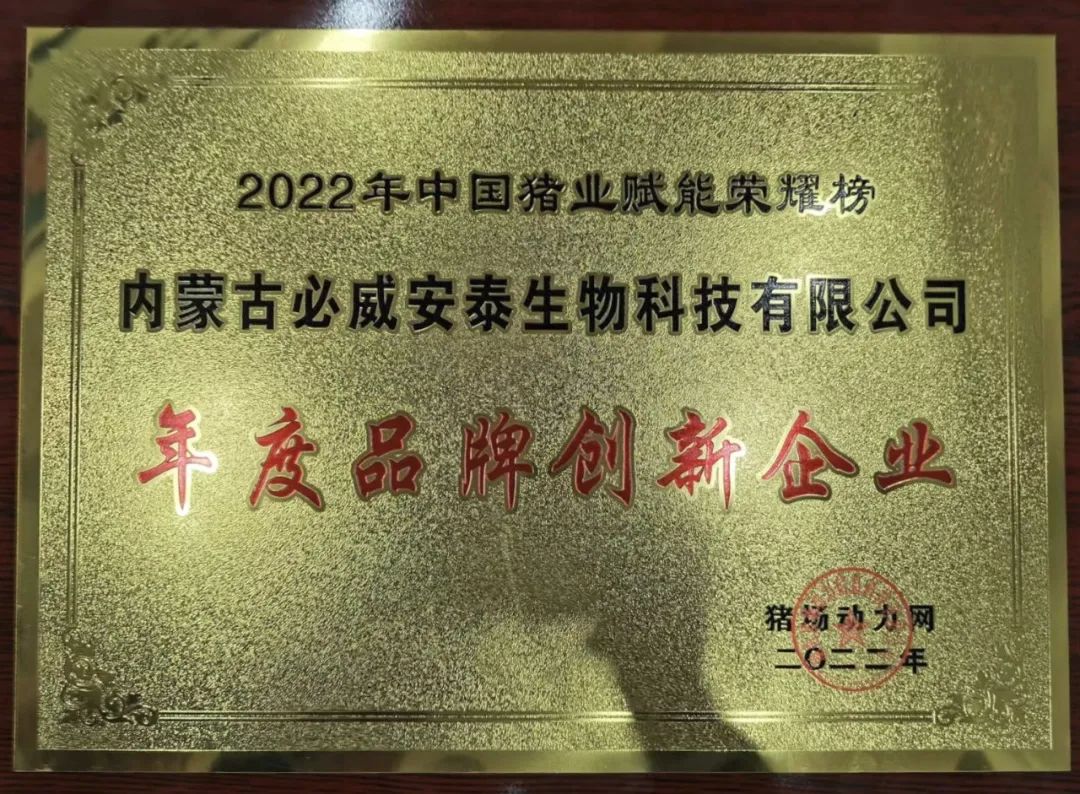 2022年中国猪业赋能荣耀榜
内蒙古必威安泰生物科技有限公司
年度品牌创新企业
猪场动力网
二〇二二年